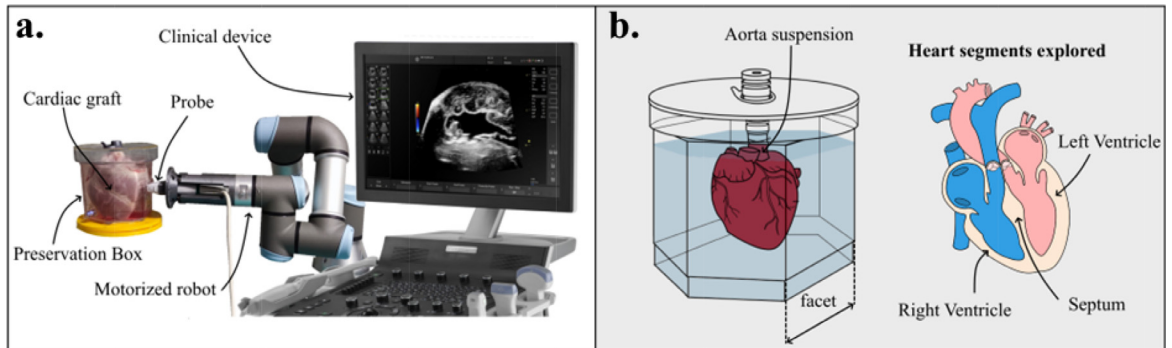 a.
Clinical device
Cardiac graft
Probe
Preservation Box
Motorized robot
b.
Aorta suspension
Heart segments explored
Left Ventricle
facet
Right Ventricle
Septum